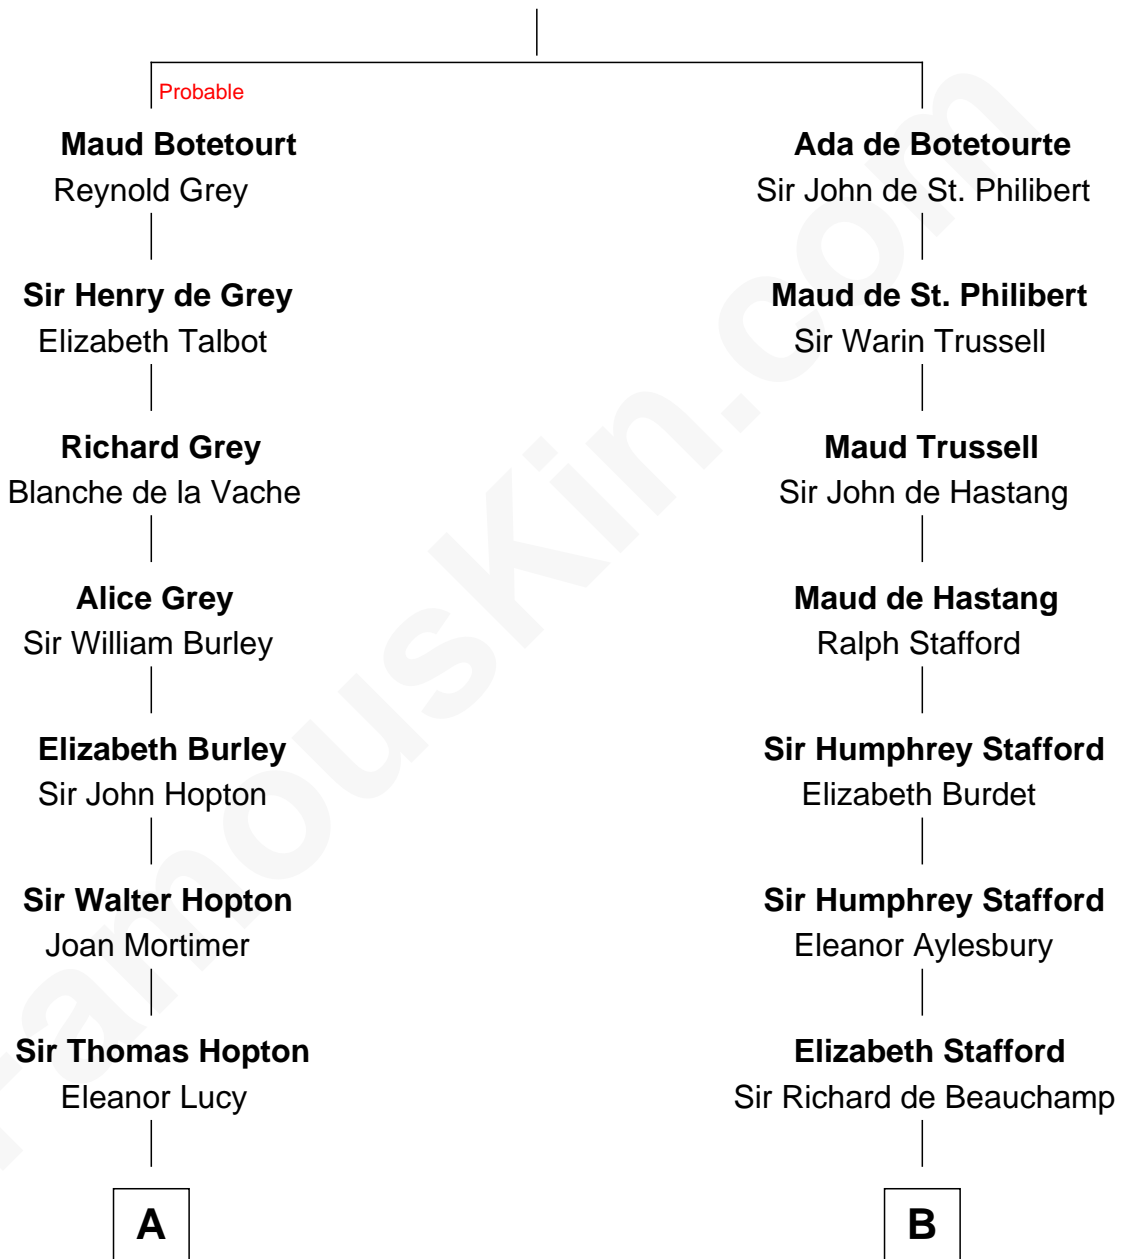 Probable
Maud Botetourt
Reynold Grey
Ada de Botetourte
Sir John de St. Philibert
Sir Henry de Grey
Elizabeth Talbot
Maud de St. Philibert
Sir Warin Trussell
Richard Grey
Blanche de la Vache
Maud Trussell
Sir John de Hastang
Alice Grey
Sir William Burley
Maud de Hastang
Ralph Stafford
Elizabeth Burley
Sir John Hopton
Sir Humphrey Stafford
Elizabeth Burdet
Sir Walter Hopton
Joan Mortimer
Sir Humphrey Stafford
Eleanor Aylesbury
Sir Thomas Hopton
Eleanor Lucy
Elizabeth Stafford
Sir Richard de Beauchamp
A
B
FamousKin.com